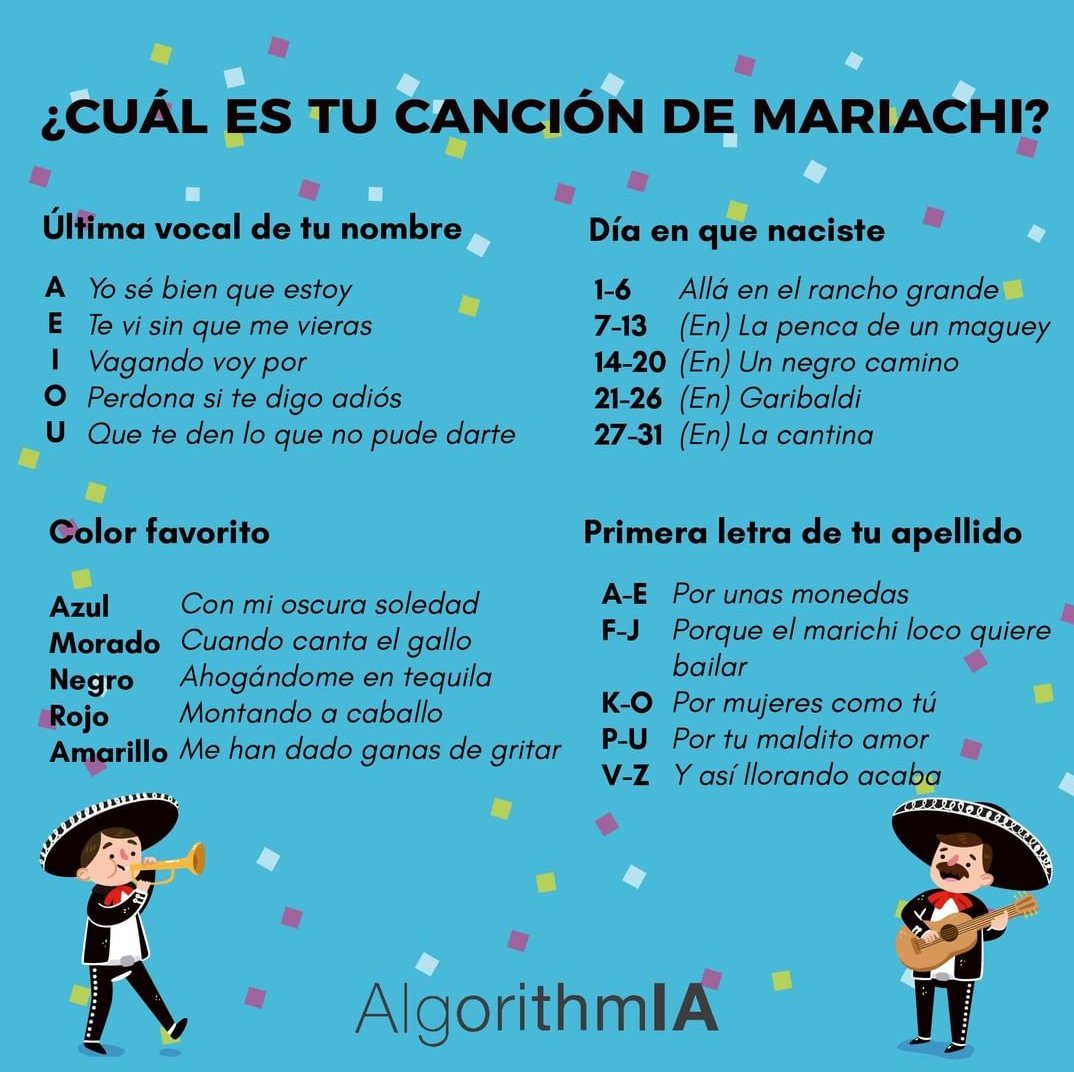 ¿CUÁL ES TU CANCIÓN DE MARIACHI?
Última vocal de tu nombre
A Yo sé bien que estoy
E Te vi sin que me vieras
I Vagando voy por
O Perdona si te digo adiós
U Que te den lo que no pude darte
Día en que naciste
1-6 Allá en el rancho grande
7-13 (En) La penca de un maguey
14-20 (En) Un negro camino
21-26 (En) Garibaldi
27-31 (En) La cantina
Color favorito
Azul Con mi oscura soledad
Morado Cuando canta el gallo
Negro Ahogándome en tequila
Rojo Montando a caballo
Amarillo Me han dado ganas de gritar
Primera letra de tu apellido
A-E Por unas monedas
F-J Porque el marichi loco quiere
bailar
K-O Por mujeres como tú
P-U Por tu maldito amor
V-Z Y así llorando acaba
AlgorithmIA